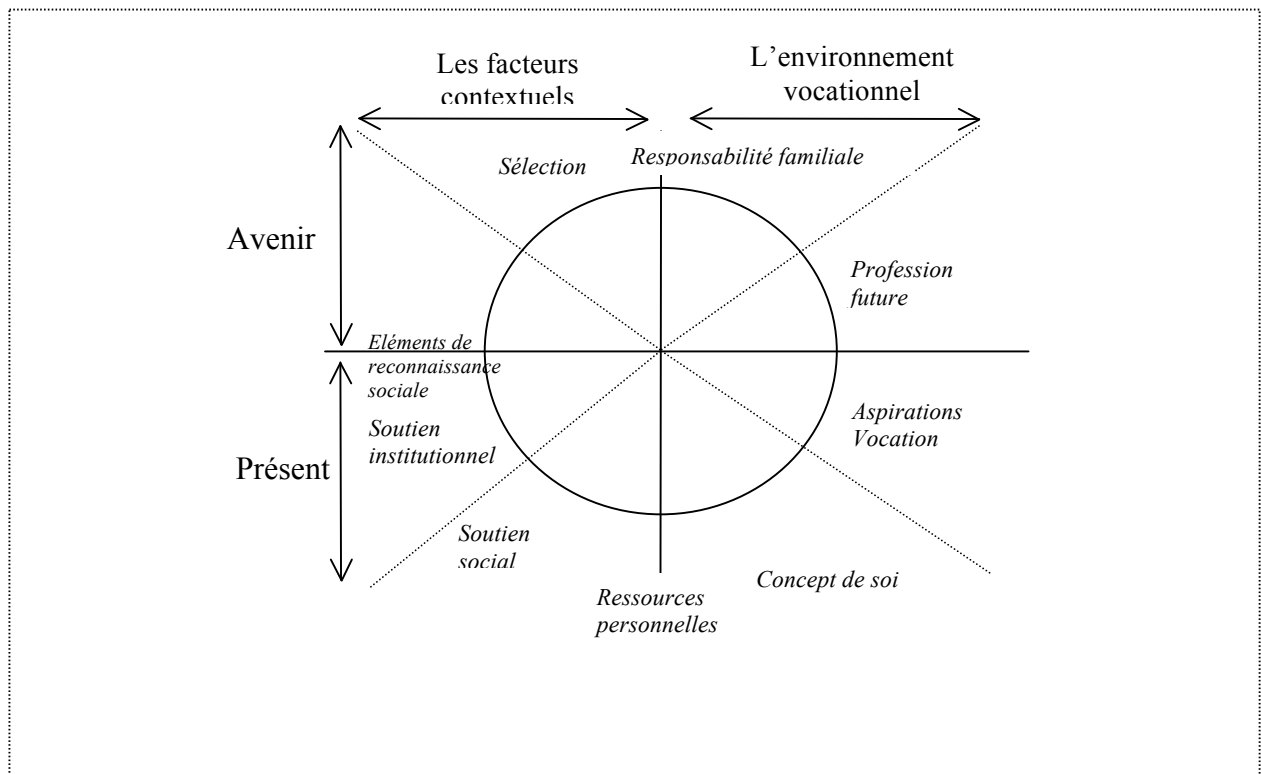 Les facteurs
contextuels
L’environnement
vocationnel
Sélection
Responsabilité familiale
Avenir
Profession
future
Eléments de
reconnaissance
sociale
Aspirations
Vocation
Soutien
institutionnel
Présent
Soutien
social
Concept de soi
Ressources
personnelles